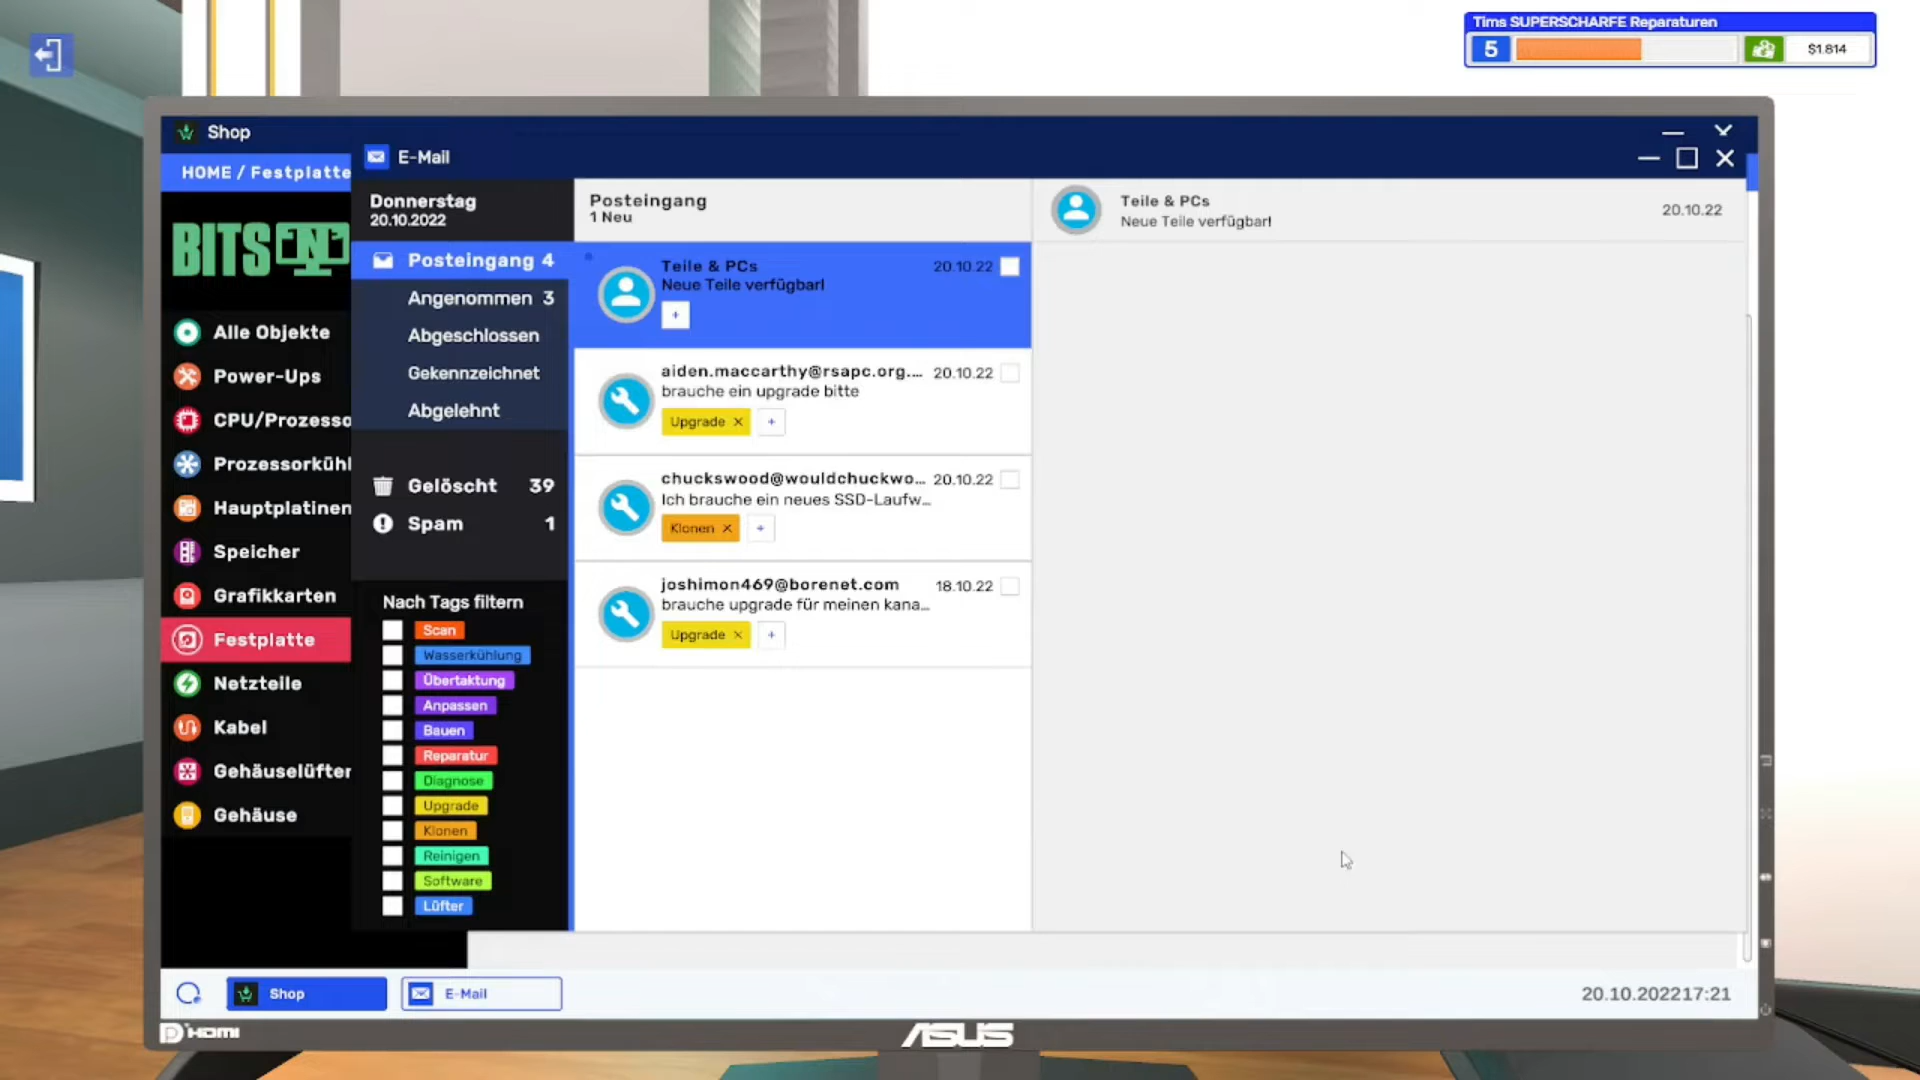 Tims SUPERSCHARFE Reparaturen
5
$1.814
Shop
HOME / Festplatte
BITS
Alle Objekte
Power-Ups
CPU/Prozesso
Prozessorkühl
Hauptplatinen
Speicher
Grafikkarten
Festplatte
Netzteile
Kabel
Gehäuselüfter
Gehäuse
E-Mail
Donnerstag
20.10.2022
Posteingang 4
Angenommen 3
Abgeschlossen
Gekennzeichnet
Abgelehnt
Gelöscht 39
Spam 1
Nach Tags filtern
Scan
Wasserkühlung
Übertaktung
Anpassen
Bauen
Reparatur
Diagnose
Upgrade
Klonen
Reinigen
Software
Lüfter
Posteingang
1 Neu
Teile & PCs 20.10.22
Neue Teile verfügbar!
+
aiden.maccarthy@rsapc.org.... 20.10.22
brauche ein upgrade bitte
Upgrade × +
chuckswood@wouldchuckwo... 20.10.22
Ich brauche ein neues SSD-Laufw...
Klonen × +
joshimon469@borenet.com 18.10.22
brauche upgrade für meinen kana...
Upgrade × +
Teile & PCs
Neue Teile verfügbar!
20.10.22
Shop
E-Mail
20.10.202217:21
HDMI
ASUS